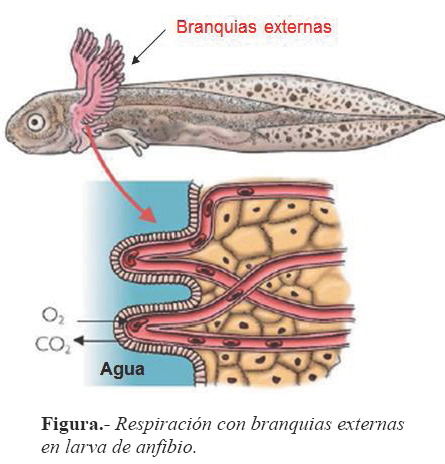 Branquias externas
O₂
CO₂
Agua
Figura.- Respiración con branquias externas
en larva de anfibio.